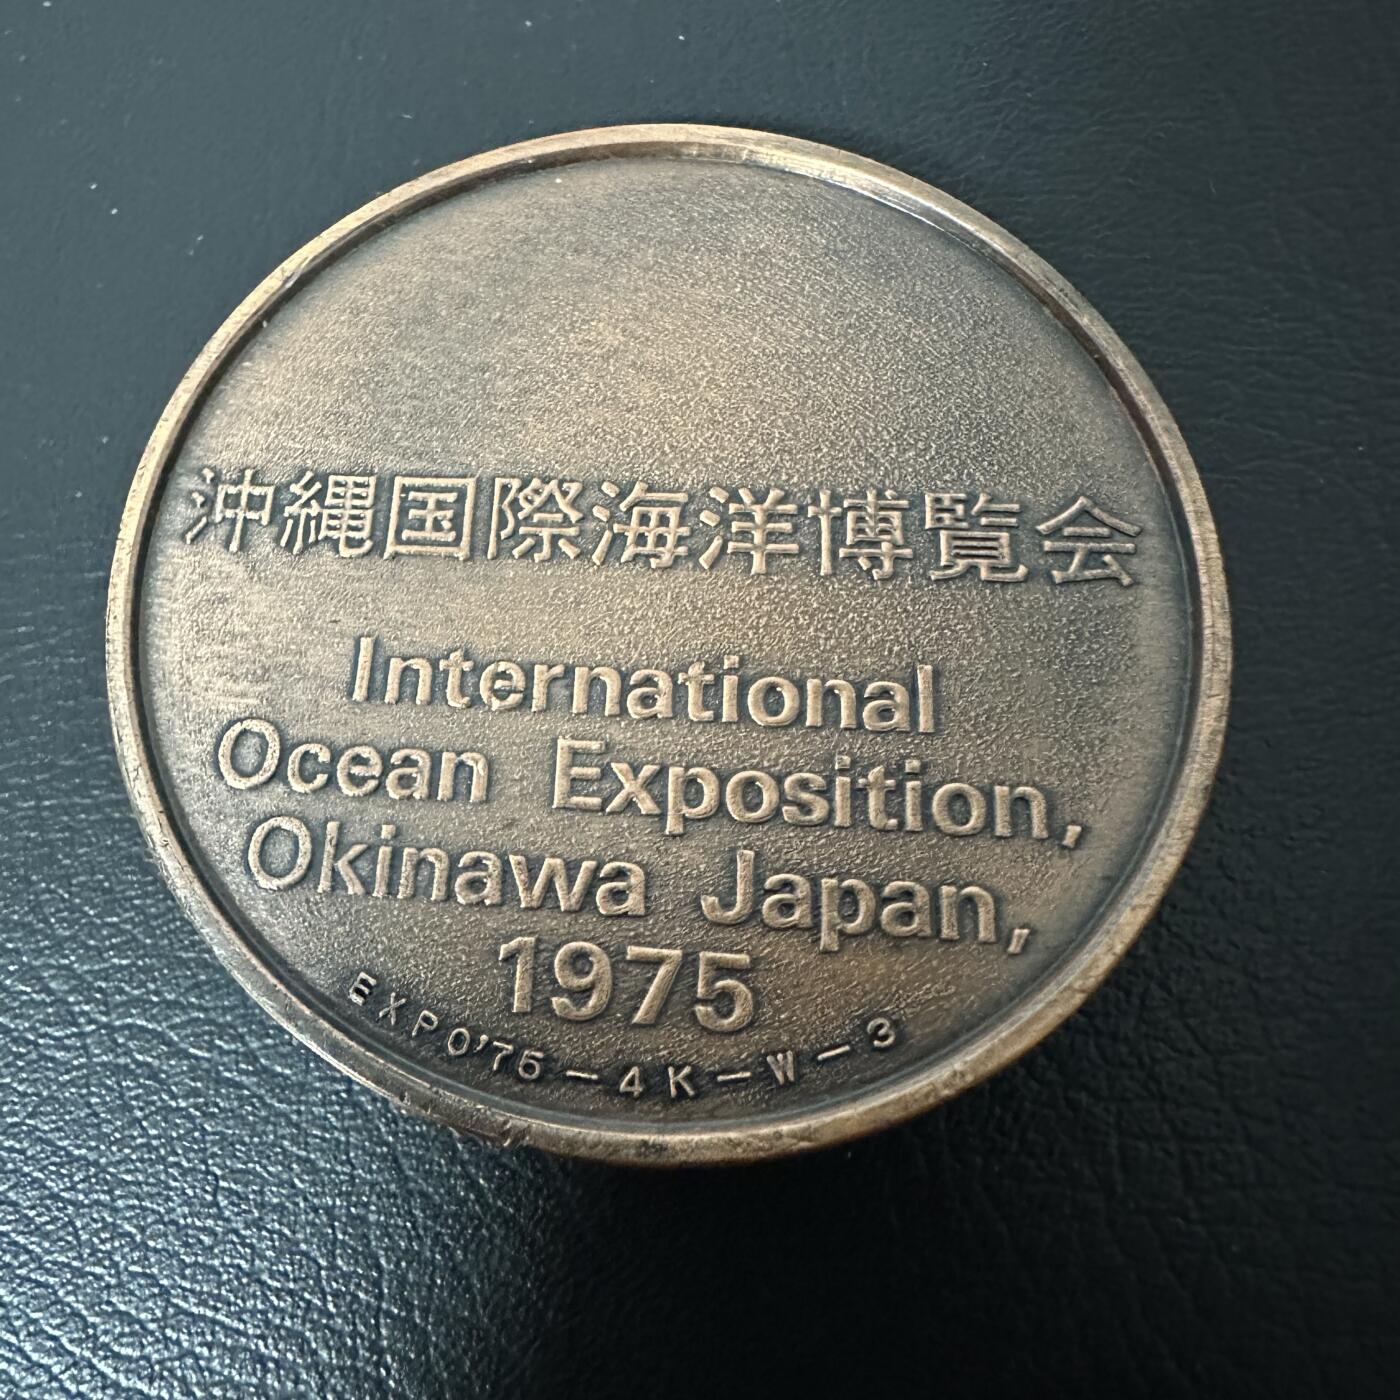 沖縄国際海洋博覧会
International
Ocean Exposition,
Okinawa Japan,
1975
EXPO'75-4K-W-3